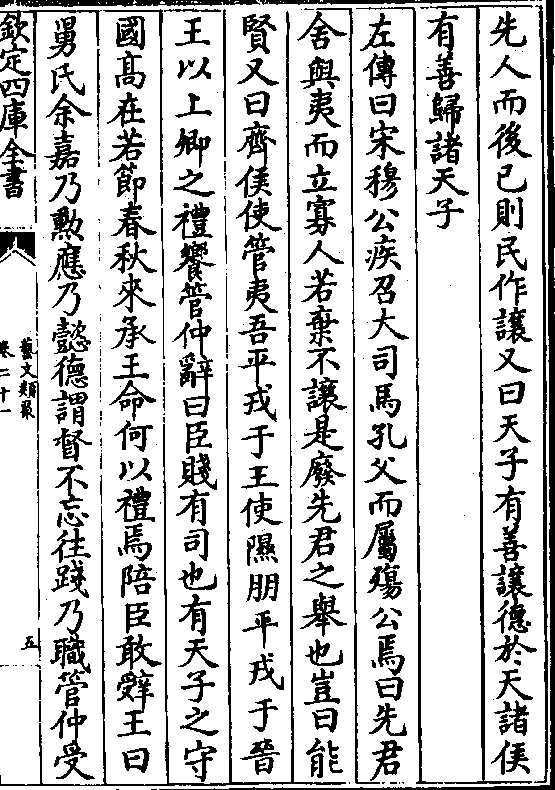 先人而後己則民作讓又曰天子有善讓德於天諸侯
有善歸諸天子
左傳曰宋穆公疾召大司馬孔父而屬殤公焉曰先君
舍與夷而立寡人若棄不讓是廢先君之舉也豈曰能
賢又曰齊侯使管夷吾平戎于王使隰朋平戎于晉
王以上卿之禮饗管仲辭曰臣賤有司也有天子之守
國高在若節春秋來承王命何以禮焉陪臣敢辭王曰
舅氏余嘉乃勲應乃懿德謂督不忘往踐乃職管仲受
欽定四庫全書
藝文類聚
卷二十一
五